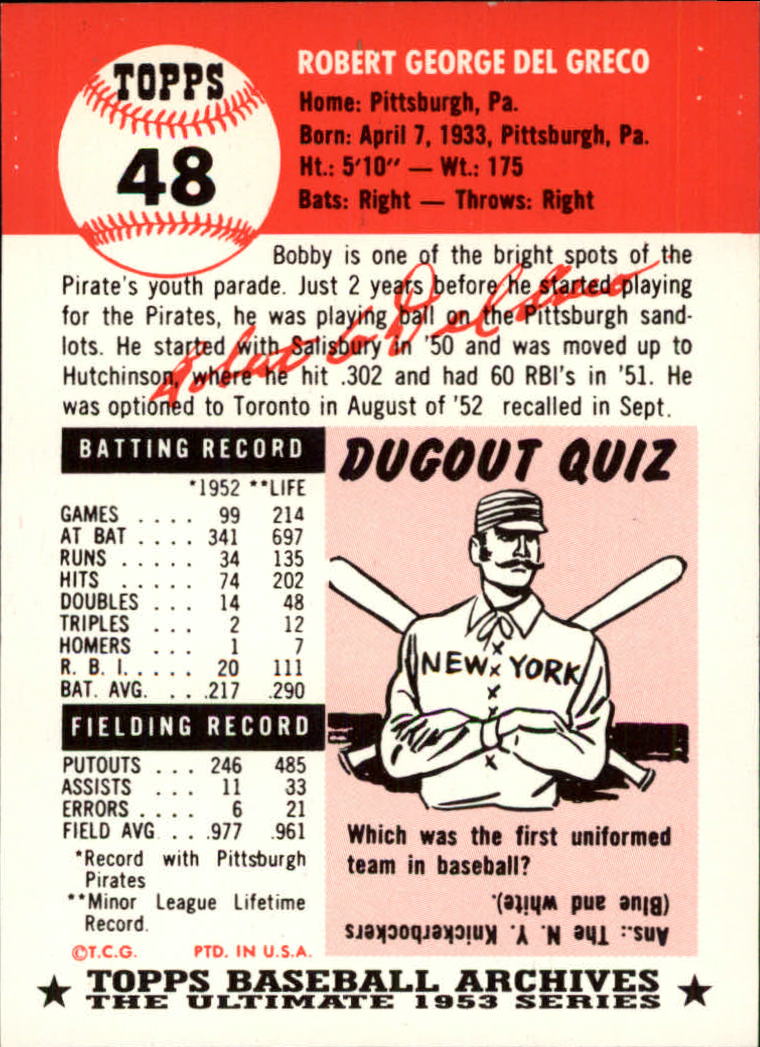 TOPPS
48
ROBERT GEORGE DEL GRECO
Home: Pittsburgh, Pa.
Born: April 7, 1933, Pittsburgh, Pa.
Ht.: 5'10" — Wt.: 175
Bats: Right — Throws: Right
Bobby is one of the bright spots of the
Pirate's youth parade. Just 2 years before he started playing
for the Pirates, he was playing ball on the Pittsburgh sand-
lots. He started with Salisbury in '50 and was moved up to
Hutchinson, where he hit .302 and had 60 RBI's in '51. He
was optioned to Toronto in August of '52 recalled in Sept.
Robert G Del Greco
BATTING RECORD
*1952 **LIFE
GAMES .... 99 214
AT BAT .... 341 697
RUNS ..... 34 135
HITS ..... 74 202
DOUBLES ... 14 48
TRIPLES ... 2 12
HOMERS ... 1 7
R. B. I. .... 20 111
BAT. AVG. ... .217 .290
FIELDING RECORD
PUTOUTS ... 246 485
ASSISTS ... 11 33
ERRORS .... 6 21
FIELD AVG. ... .977 .961
*Record with Pittsburgh
Pirates
**Minor League Lifetime
Record.
©T.C.G. PTD. IN U.S.A.
DUGOUT QUIZ
NEW YORK
Which was the first uniformed
team in baseball?
Ans.: The N. Y. Knickerbockers
(Blue and white).
TOPPS BASEBALL ARCHIVES
THE ULTIMATE 1953 SERIES